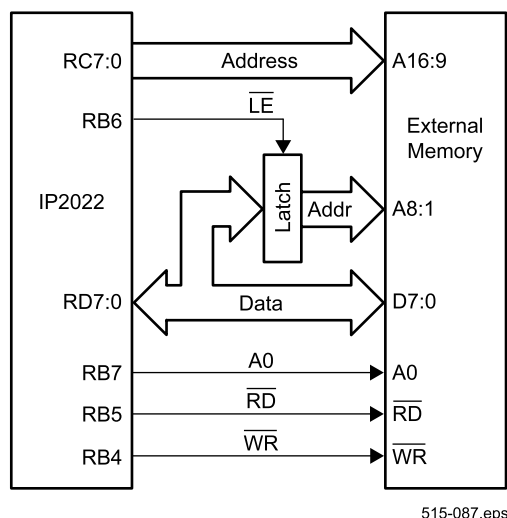 RC7:0
Address
A16:9
RB6
LE
External
Memory
IP2022
Latch
Addr
A8:1
RD7:0
Data
D7:0
RB7
A0
A0
RB5
RD
RD
RB4
WR
WR
515-087.eps